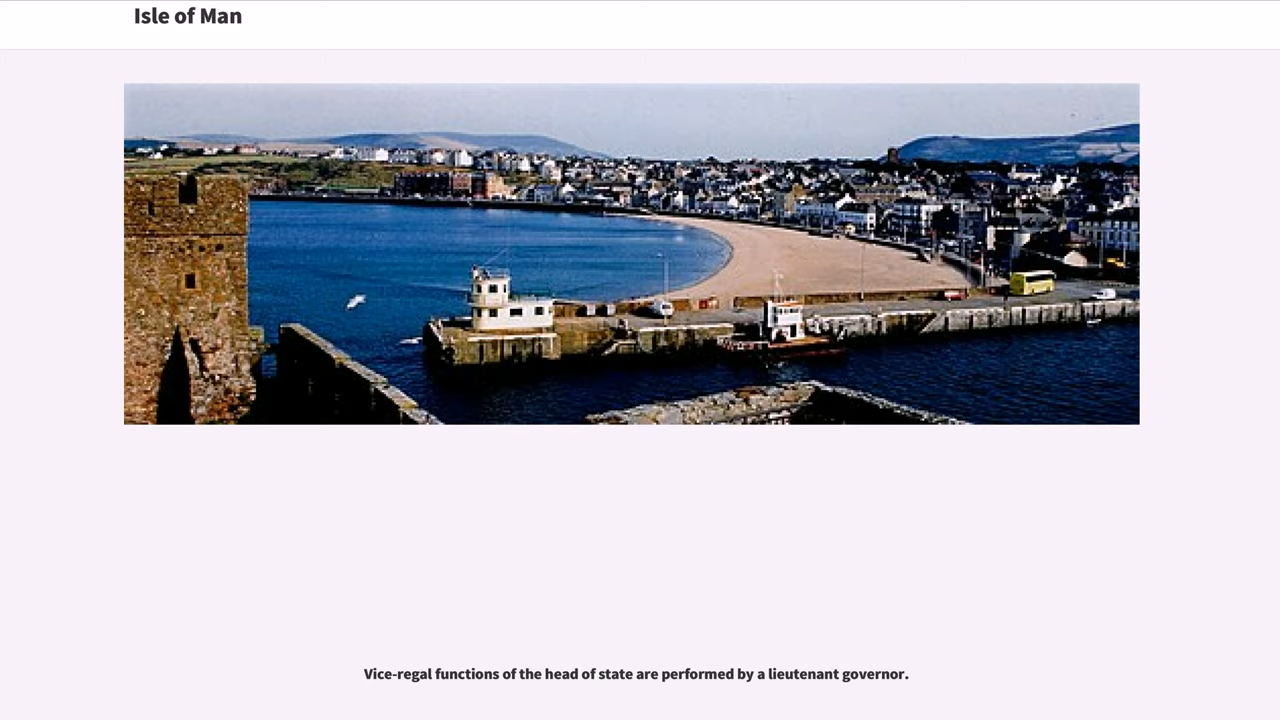 Isle of Man
Vice-regal functions of the head of state are performed by a lieutenant governor.